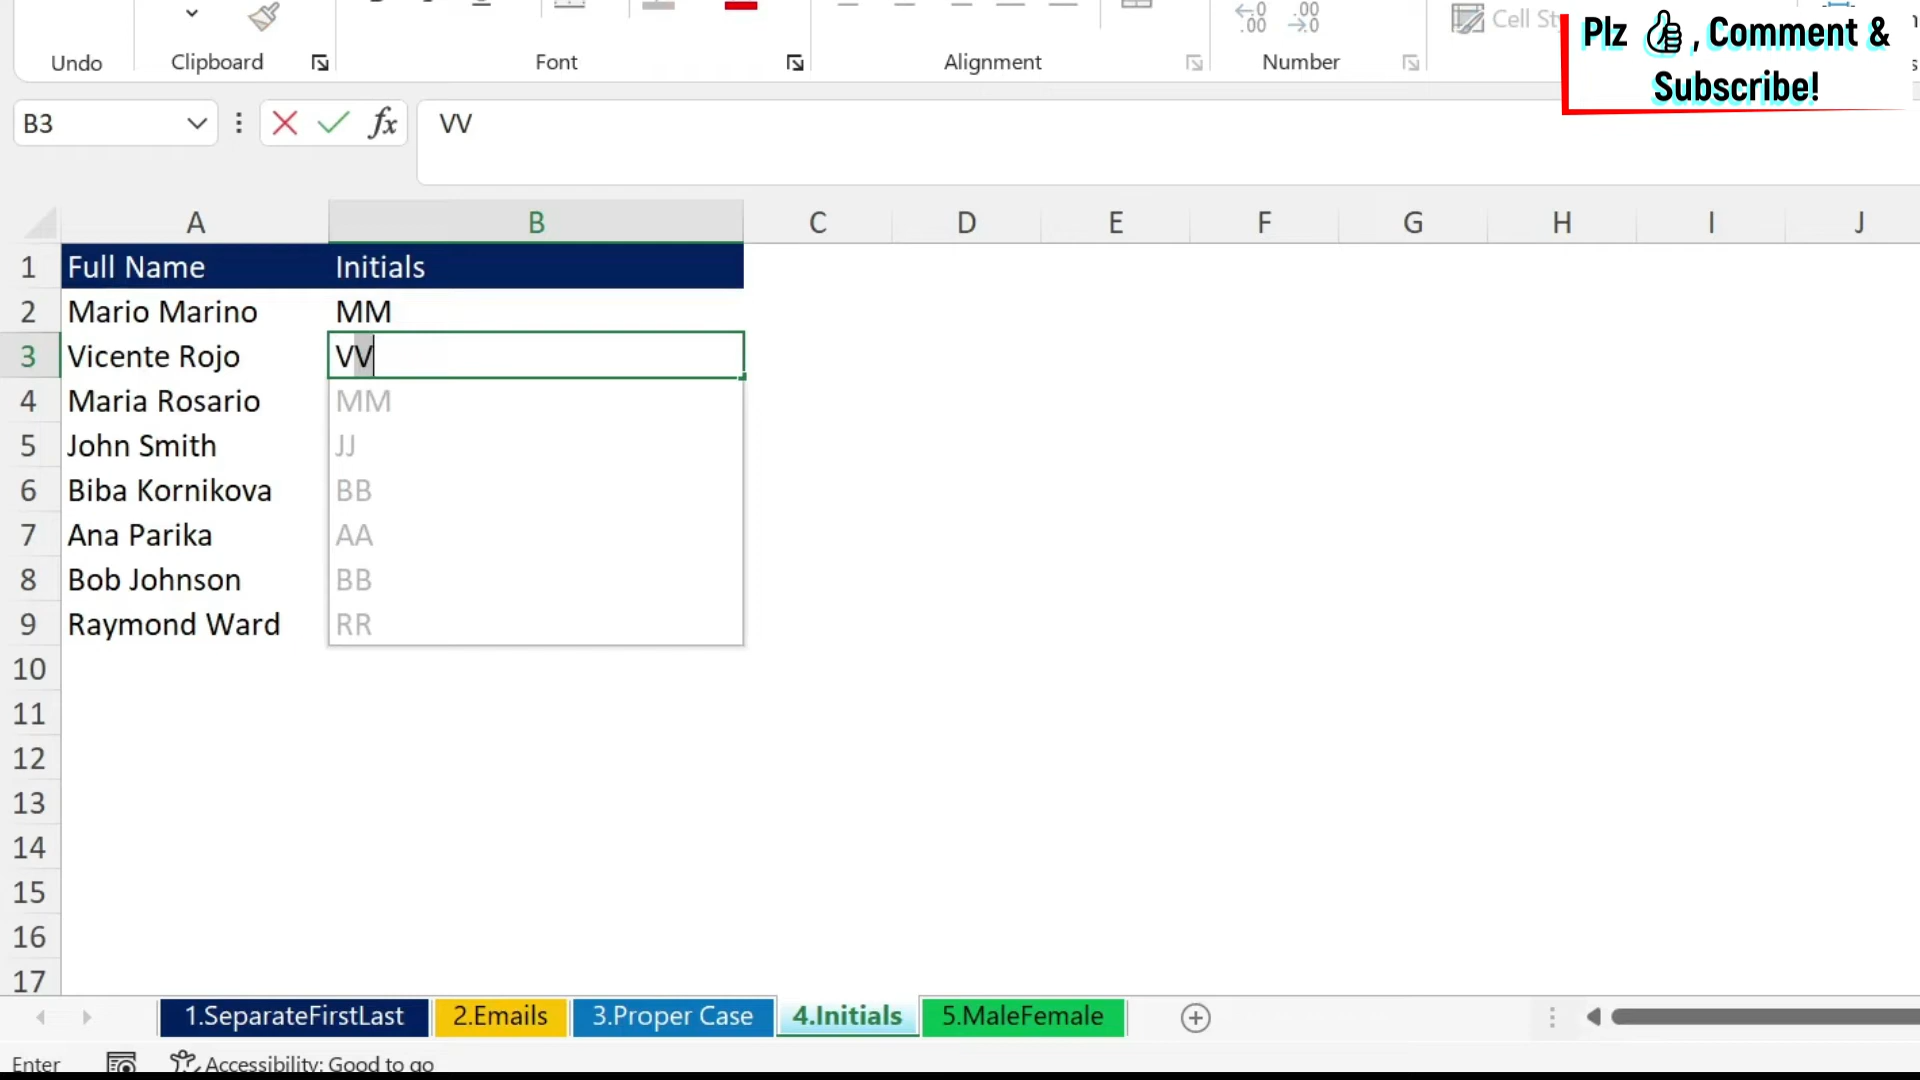 Undo Clipboard Font Alignment Number
Plz 👍, Comment &
Subscribe!
B3 fx VV
A B C D E F G H I J
1 Full Name Initials
2 Mario Marino MM
3 Vicente Rojo VV
4 Maria Rosario MM
5 John Smith JJ
6 Biba Kornikova BB
7 Ana Parika AA
8 Bob Johnson BB
9 Raymond Ward RR
10
11
12
13
14
15
16
17
1.SeparateFirstLast 2.Emails 3.Proper Case 4.Initials 5.MaleFemale
Enter Accessibility: Good to go